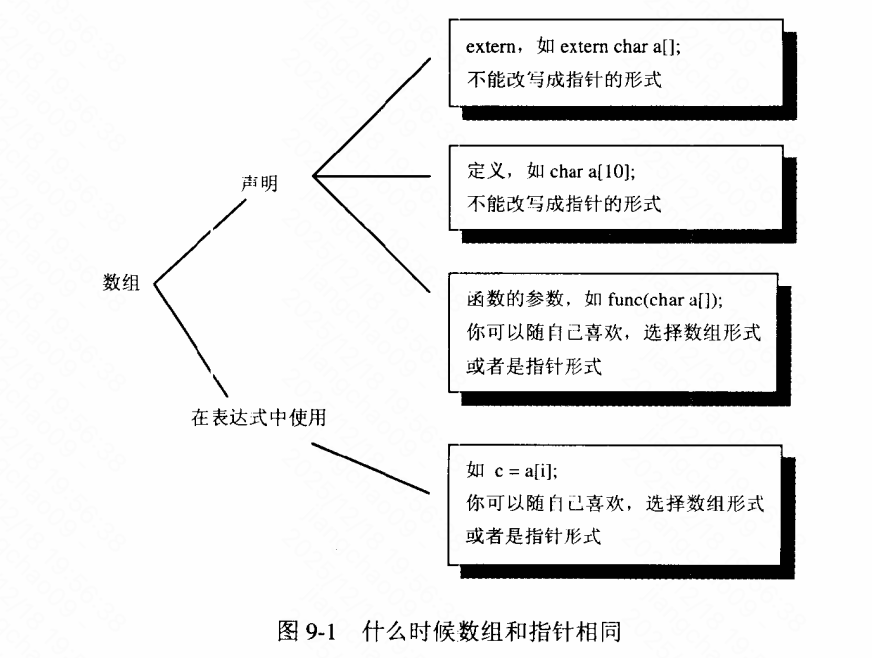 extern，如 extern char a[];
不能改写成指针的形式
定义，如 char a[10];
不能改写成指针的形式
声明
数组
函数的参数，如 func(char a[]);
你可以随自己喜欢，选择数组形式
或者是指针形式
在表达式中使用
如 c = a[i];
你可以随自己喜欢，选择数组形式
或者是指针形式
图 9-1 什么时候数组和指针相同